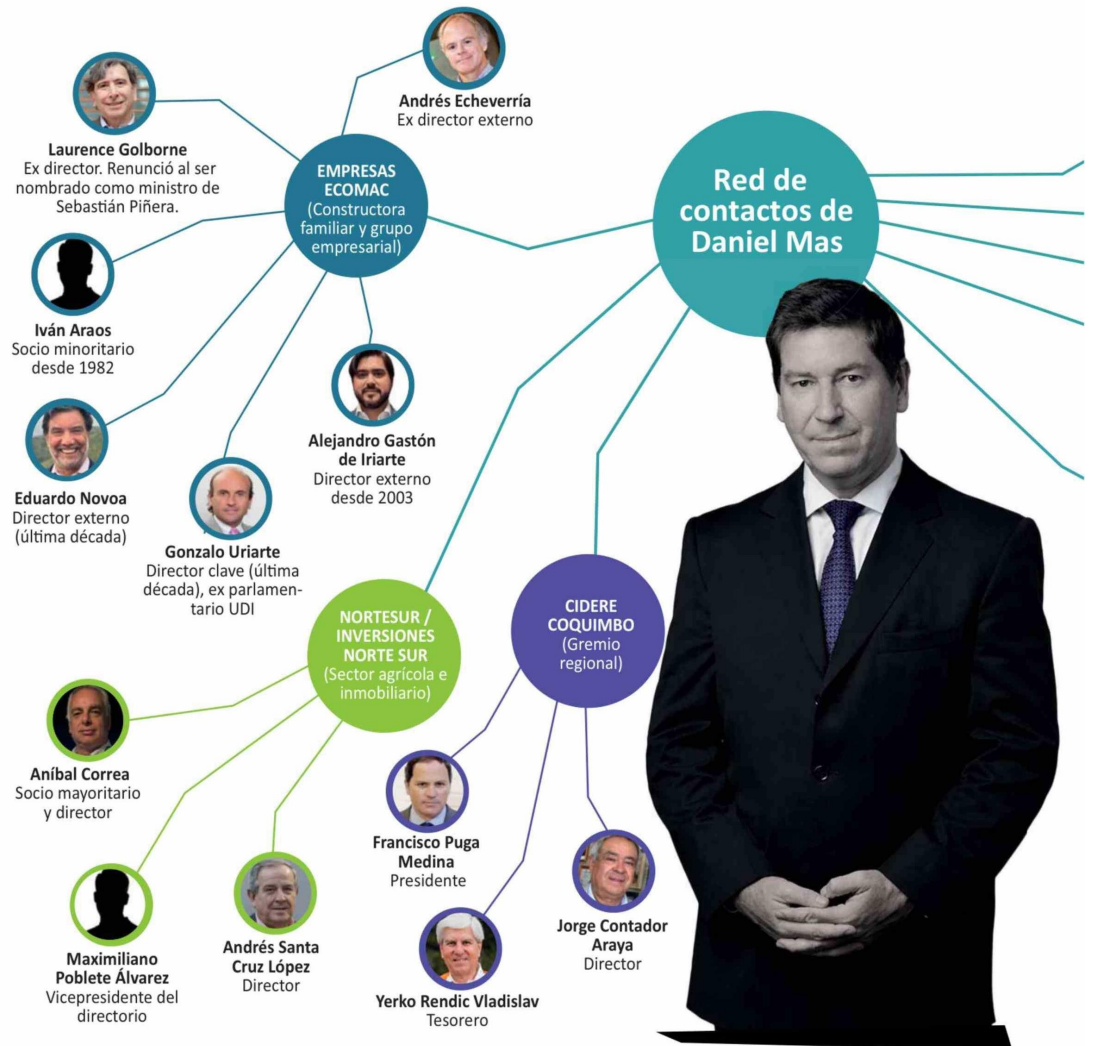 Andrés Echeverría
Ex director externo
Laurence Golborne
Ex director. Renunció al ser
nombrado como ministro de
Sebastián Piñera.
EMPRESAS
ECOMAC
(Constructora
familiar y grupo
empresarial)
Red de
contactos de
Daniel Mas
Iván Araos
Socio minoritario
desde 1982
Alejandro Gastón
de Iriarte
Director externo
desde 2003
Eduardo Novoa
Director externo
(última década)
Gonzalo Uriarte
Director clave (última
década), ex parlamen-
tario UDI
NORTESUR /
INVERSIONES
NORTE SUR
(Sector agrícola e
inmobiliario)
CIDERE
COQUIMBO
(Gremio
regional)
Aníbal Correa
Socio mayoritario
y director
Maximiliano
Poblete Álvarez
Vicepresidente del
directorio
Andrés Santa
Cruz López
Director
Francisco Puga
Medina
Presidente
Yerko Rendic Vladislav
Tesorero
Jorge Contador
Araya
Director